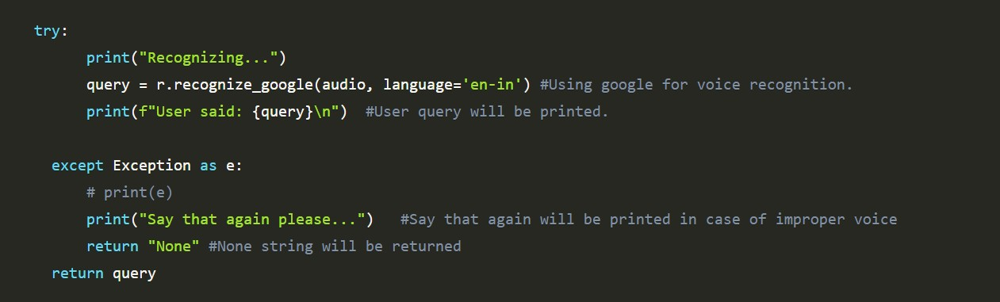 try:
print("Recognizing...")
query = r.recognize_google(audio, language='en-in') #Using google for voice recognition.
print(f"User said: {query}\n")  #User query will be printed.
except Exception as e:
# print(e)
print("Say that again please...")   #Say that again will be printed in case of improper voice
return "None" #None string will be returned
return query